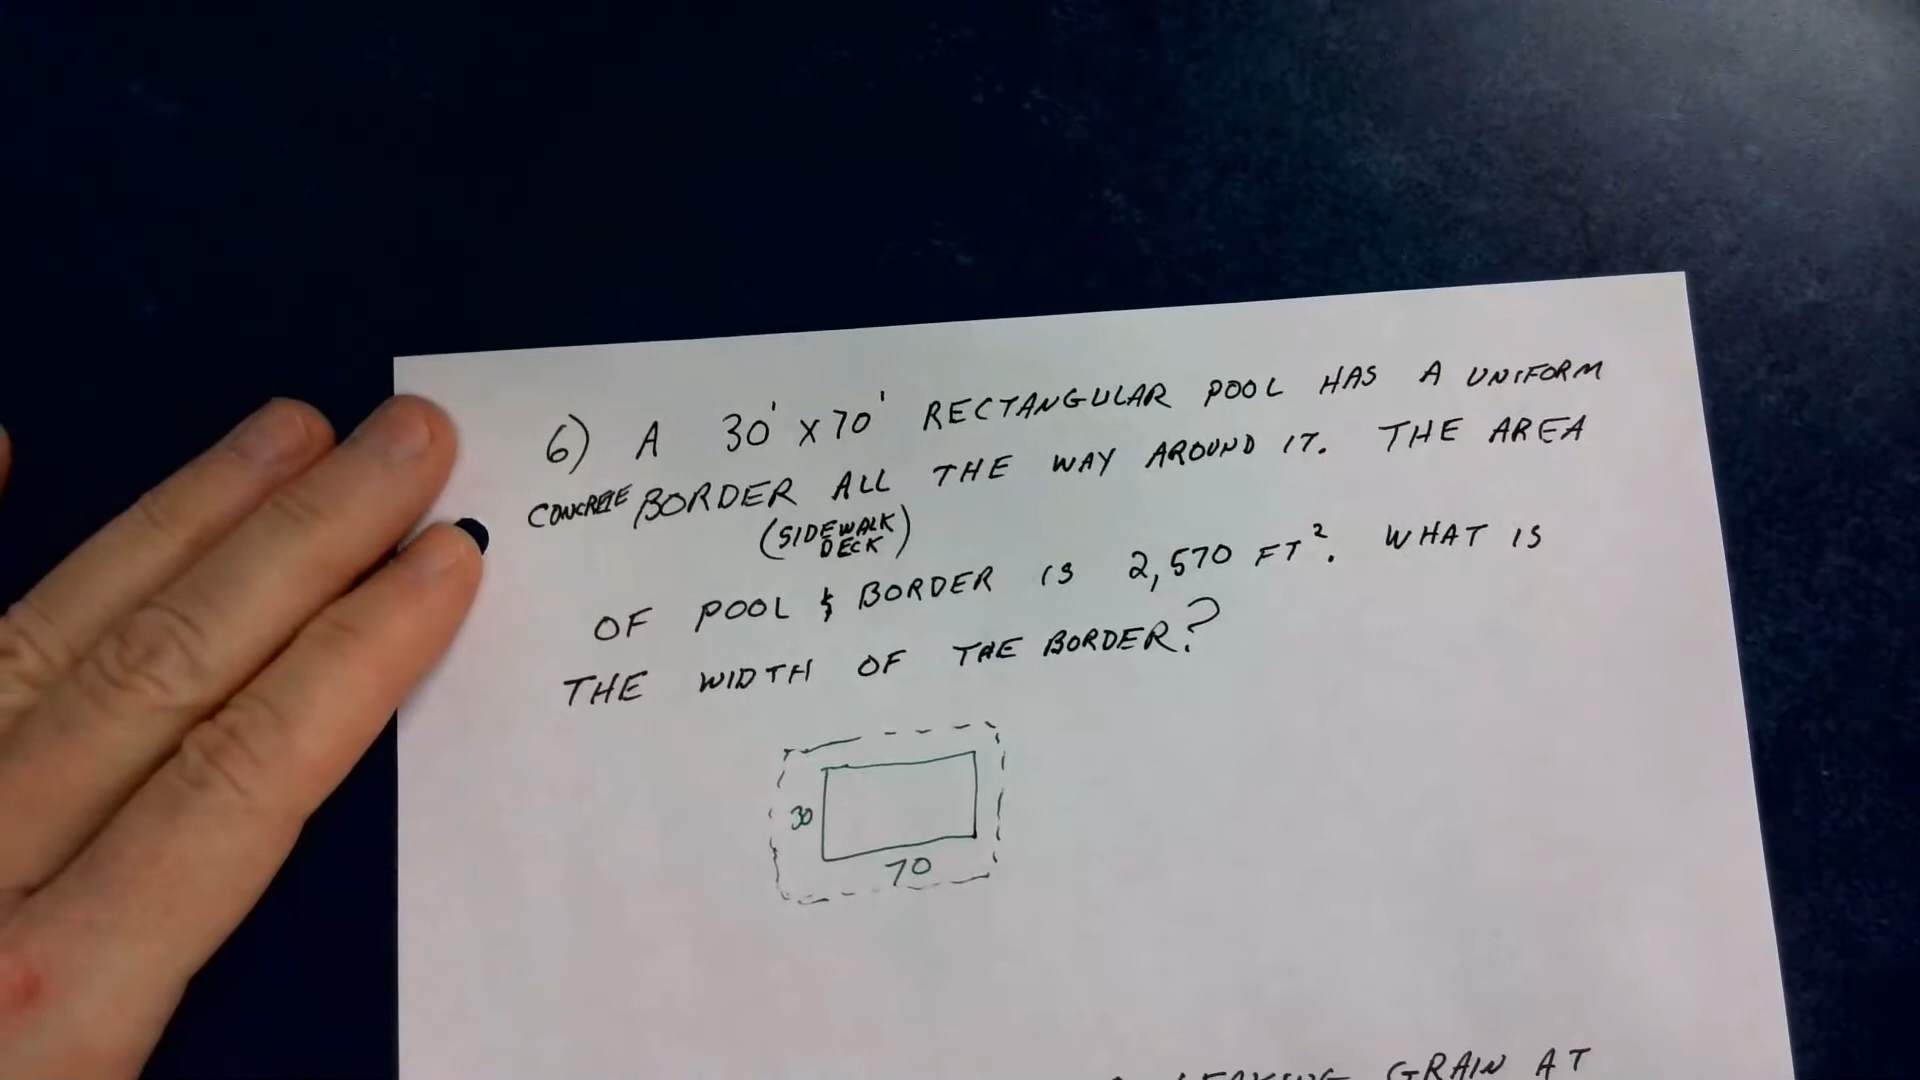 6) A 30' x 70' RECTANGULAR POOL HAS A UNIFORM
CONCRETE BORDER ALL THE WAY AROUND IT. THE AREA
(SIDEWALK
DECK)
OF POOL & BORDER IS 2,570 FT². WHAT IS
THE WIDTH OF THE BORDER?
30
70
GRAIN AT